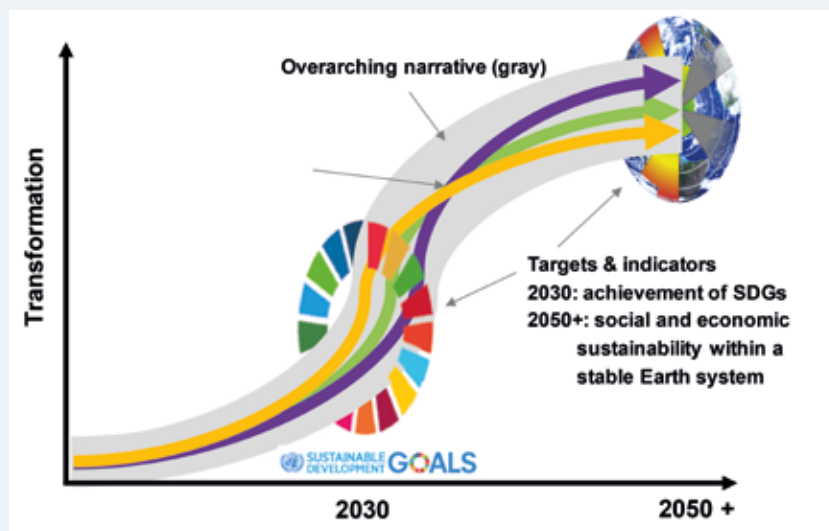 Overarching narrative (gray)
Transformation
Targets & indicators
2030: achievement of SDGs
2050+: social and economic
sustainability within a
stable Earth system
SUSTAINABLE
DEVELOPMENT
GOALS
2030
2050 +